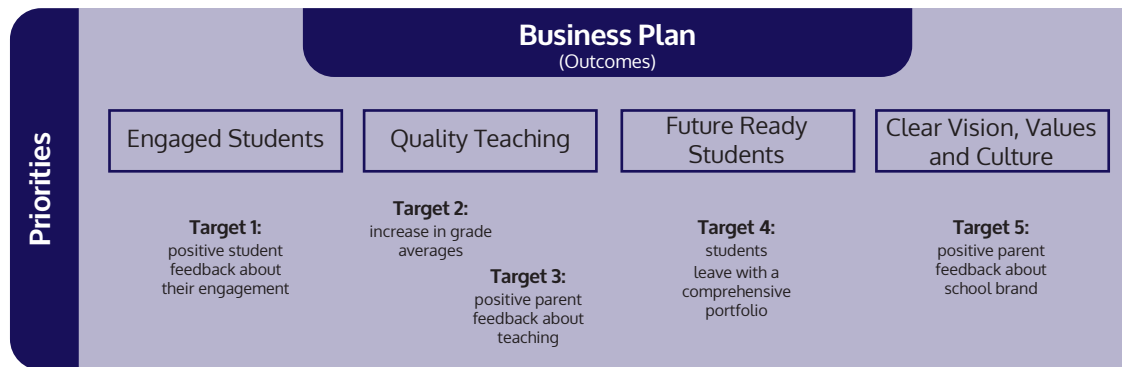 Priorities
Business Plan
(Outcomes)
Engaged Students
Quality Teaching
Future Ready
Students
Clear Vision, Values
and Culture
Target 1:
positive student
feedback about
their engagement
Target 2:
increase in grade
averages
Target 3:
positive parent
feedback about
teaching
Target 4:
students
leave with a
comprehensive
portfolio
Target 5:
positive parent
feedback about
school brand